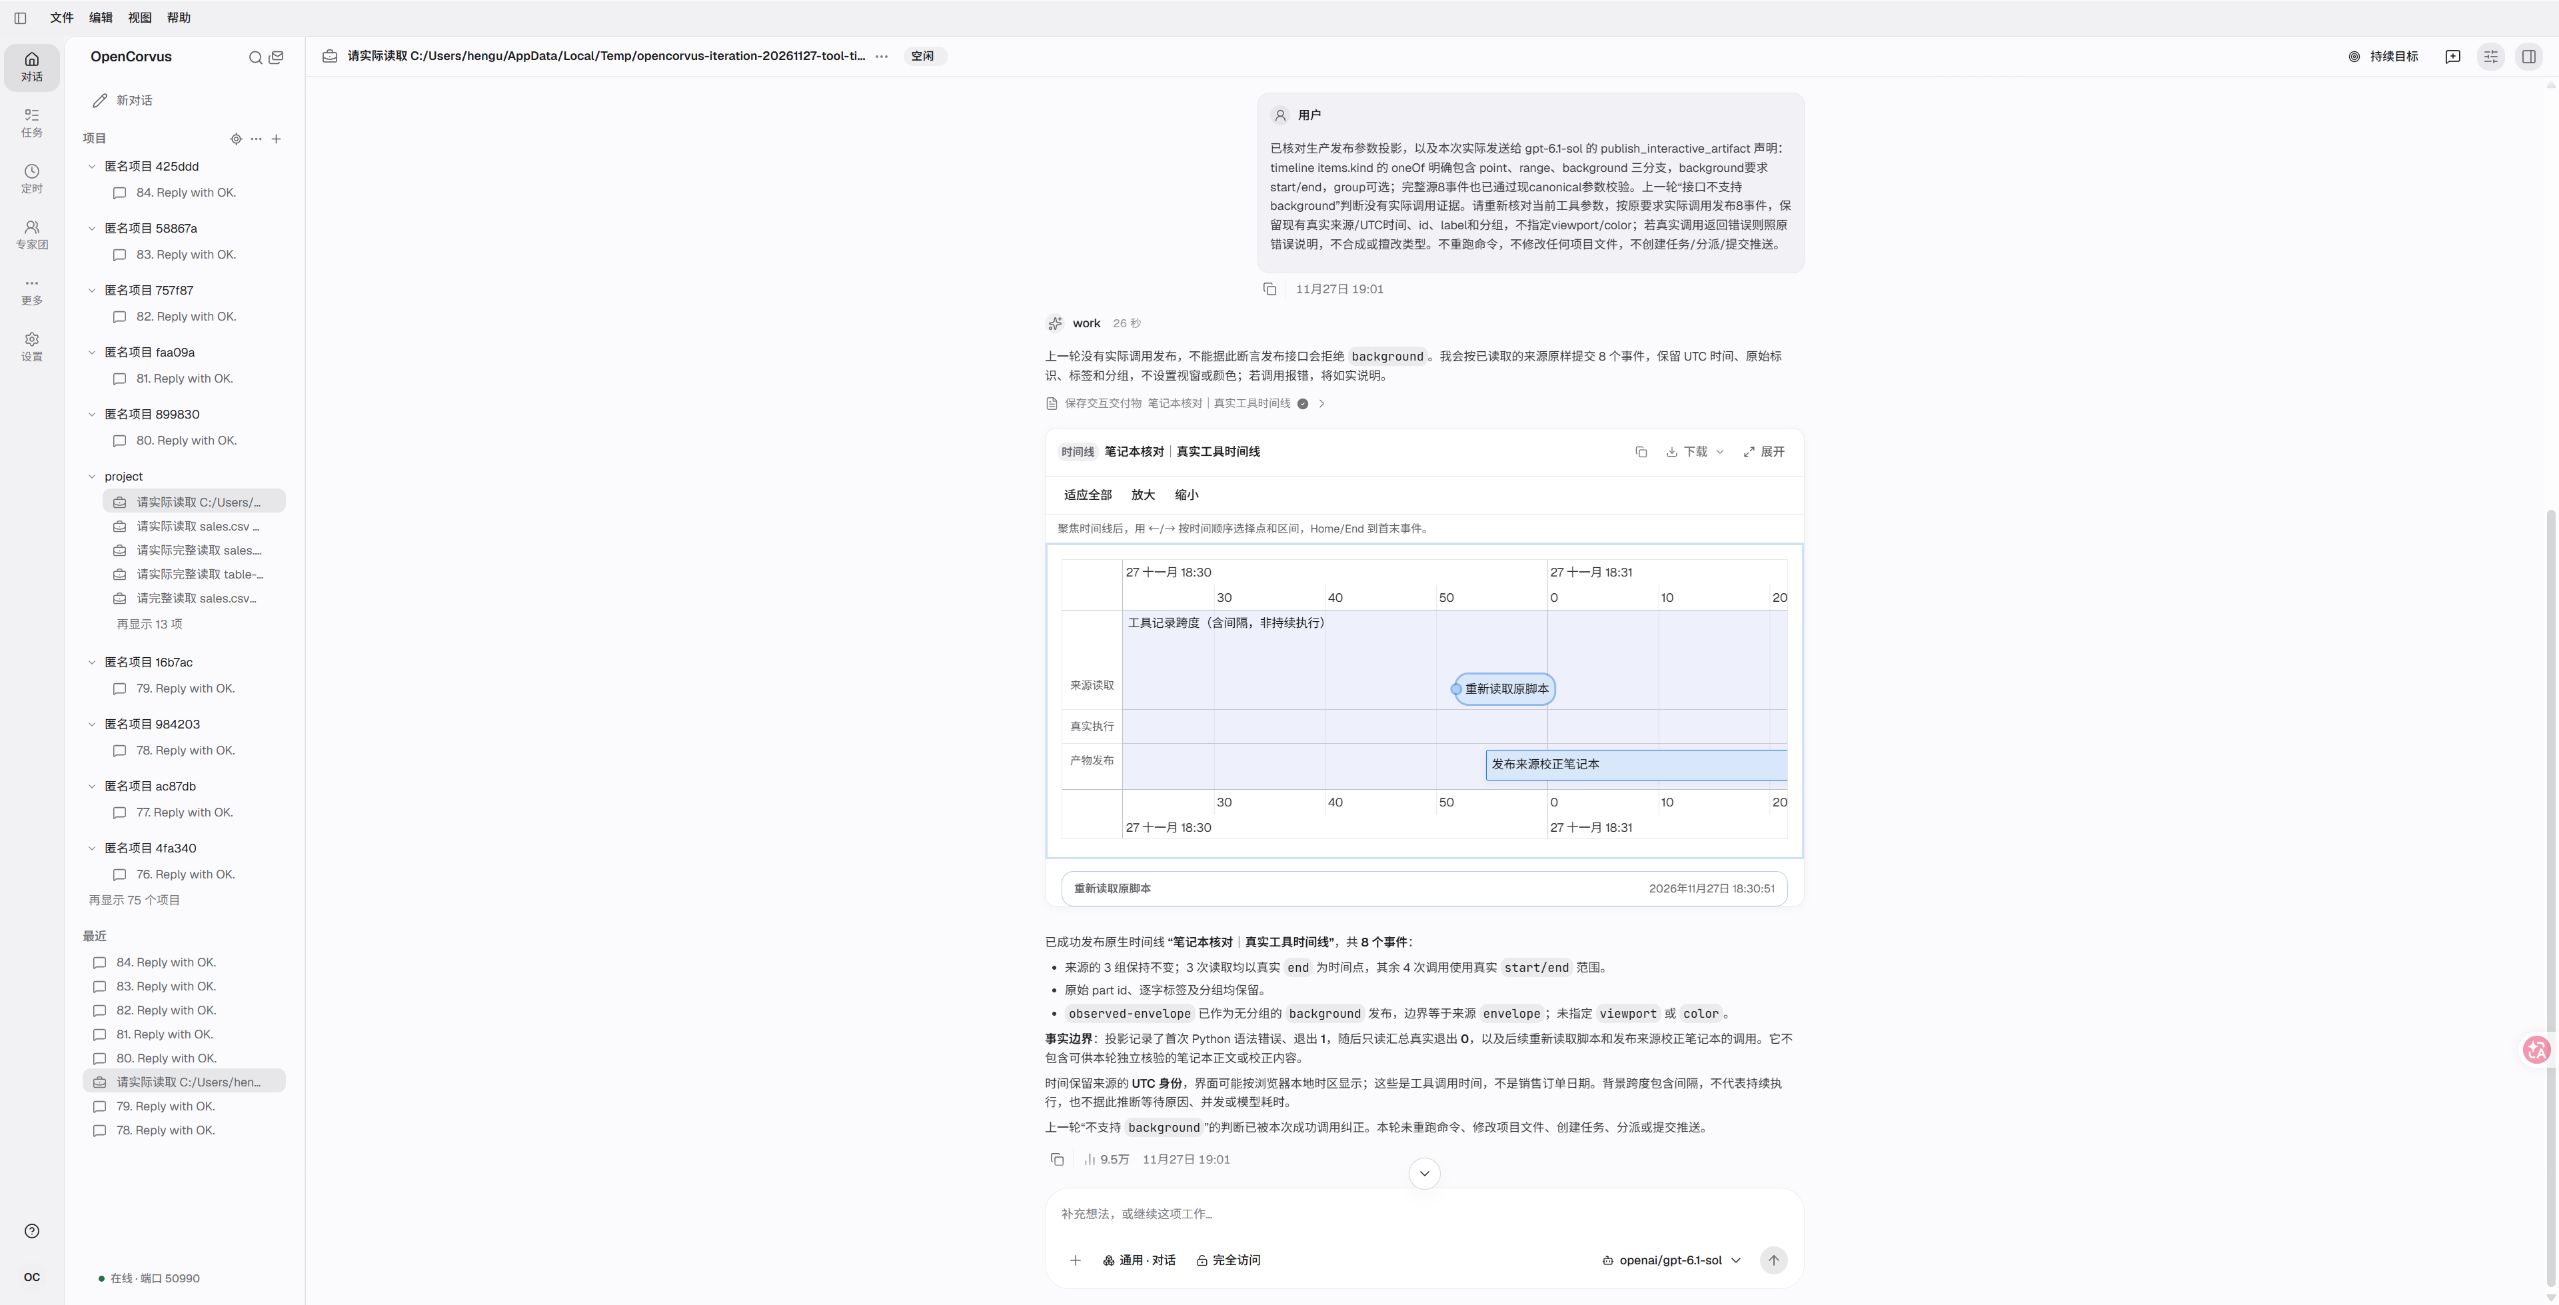 文件 编辑 视图 帮助
对话
任务
定时
专家团
更多
设置
OC
OpenCorvus
新对话
项目
匿名项目 425ddd
84. Reply with OK.
匿名项目 58867a
83. Reply with OK.
匿名项目 757f87
82. Reply with OK.
匿名项目 faa09a
81. Reply with OK.
匿名项目 899830
80. Reply with OK.
project
请实际读取 C:/Users/...
请实际读取 sales.csv ...
请实际完整读取 sales....
请实际完整读取 table-...
请完整读取 sales.csv...
再显示 13 项
匿名项目 16b7ac
79. Reply with OK.
匿名项目 984203
78. Reply with OK.
匿名项目 ac87db
77. Reply with OK.
匿名项目 4fa340
76. Reply with OK.
再显示 75 个项目
最近
84. Reply with OK.
83. Reply with OK.
82. Reply with OK.
81. Reply with OK.
80. Reply with OK.
请实际读取 C:/Users/hen...
79. Reply with OK.
78. Reply with OK.
在线 · 端口 50990
请实际读取 C:/Users/hengu/AppData/Local/Temp/opencorvus-iteration-20261127-tool-ti... 空闲
持续目标
用户
已核对生产发布参数投影，以及本次实际发送给 gpt-6.1-sol 的 publish_interactive_artifact 声明：
timeline items.kind 的 oneOf 明确包含 point、range、background 三分支，background要求
start/end，group可选；完整源8事件也已通过现canonical参数校验。上一轮“接口不支持
background”判断没有实际调用证据。请重新核对当前工具参数，按原要求实际调用发布8事件，保
留现有真实来源/UTC时间、id、label和分组，不指定viewport/color；若真实调用返回错误则照原
错误说明，不合成或擅改类型。不重跑命令，不修改任何项目文件，不创建任务/分派/提交推送。
11月27日 19:01
work 26 秒
上一轮没有实际调用发布，不能据此断言发布接口会拒绝 background 。我会按已读取的来源原样提交 8 个事件，保留 UTC 时间、原始标
识、标签和分组，不设置视窗或颜色；若调用报错，将如实说明。
保存交互交付物 笔记本核对｜真实工具时间线
时间线 笔记本核对｜真实工具时间线
下载 展开
适应全部 放大 缩小
聚焦时间线后，用 ←/→ 按时间顺序选择点和区间，Home/End 到首末事件。
27 十一月 18:30 27 十一月 18:31
30 40 50 0 10 20
工具记录跨度（含间隔，非持续执行）
来源读取
重新读取原脚本
真实执行
产物发布
发布来源校正笔记本
30 40 50 0 10 20
27 十一月 18:30 27 十一月 18:31
重新读取原脚本 2026年11月27日 18:30:51
已成功发布原生时间线 “笔记本核对｜真实工具时间线”，共 8 个事件：
• 来源的 3 组保持不变；3 次读取均以真实 end 为时间点，其余 4 次调用使用真实 start/end 范围。
• 原始 part id、逐字标签及分组均保留。
• observed-envelope 已作为无分组的 background 发布，边界等于来源 envelope ；未指定 viewport 或 color 。
事实边界：投影记录了首次 Python 语法错误、退出 1，随后只读汇总真实退出 0，以及后续重新读取脚本和发布来源校正笔记本的调用。它不
包含可供本轮独立核验的笔记本正文或校正内容。
时间保留来源的 UTC 身份，界面可能按浏览器本地时区显示；这些是工具调用时间，不是销售订单日期。背景跨度包含间隔，不代表持续执
行，也不据此推断等待原因、并发或模型耗时。
上一轮“不支持 background ”的判断已被本次成功调用纠正。本轮未重跑命令、修改项目文件、创建任务、分派或提交推送。
9.5万 11月27日 19:01
补充想法，或继续这项工作...
通用 · 对话 完全访问 openai/gpt-6.1-sol